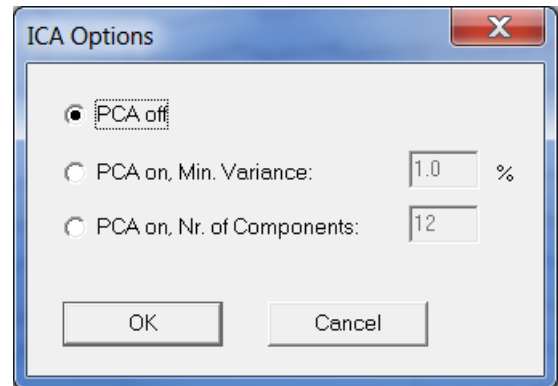 ICA Options
X
PCA off
PCA on, Min. Variance: 1.0 %
PCA on, Nr. of Components: 12
OK Cancel